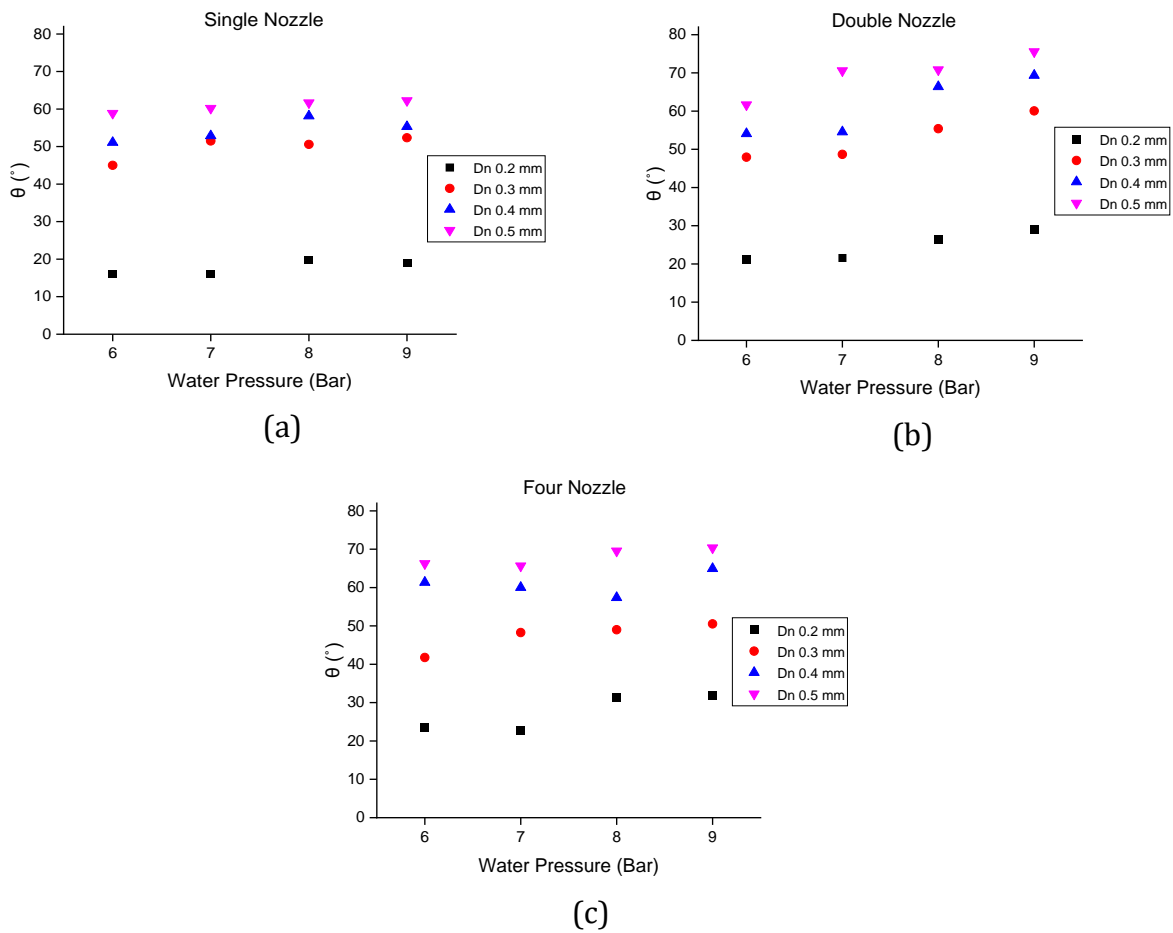 Single Nozzle
80
70
60
50
40
30
20
10
0
θ (°)
6 7 8 9
Water Pressure (Bar)
Dn 0.2 mm
Dn 0.3 mm
Dn 0.4 mm
Dn 0.5 mm
(a)
Double Nozzle
80
70
60
50
40
30
20
10
0
θ (°)
6 7 8 9
Water Pressure (Bar)
Dn 0.2 mm
Dn 0.3 mm
Dn 0.4 mm
Dn 0.5 mm
(b)
Four Nozzle
80
70
60
50
40
30
20
10
0
θ (°)
6 7 8 9
Water Pressure (Bar)
Dn 0.2 mm
Dn 0.3 mm
Dn 0.4 mm
Dn 0.5 mm
(c)